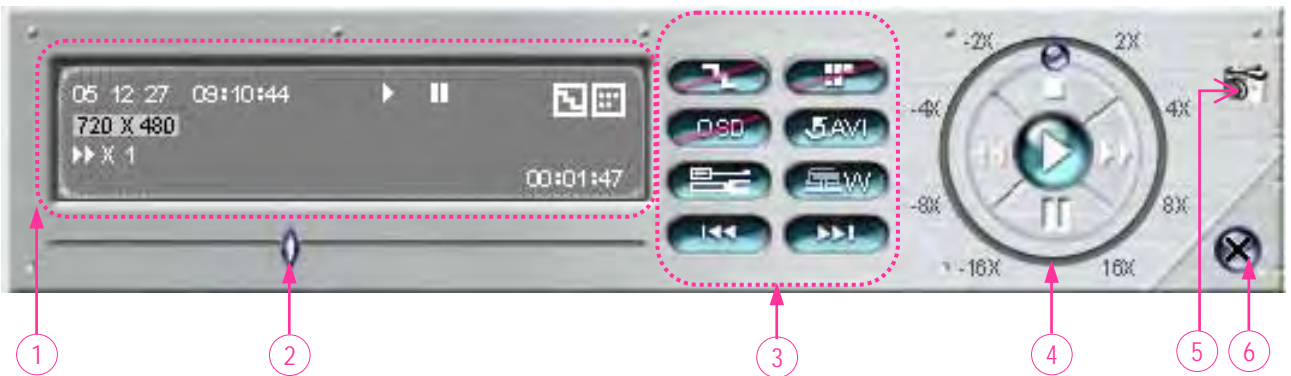 05 12 27 09:10:44
720 X 480
X 1
00:01:47
OSD
AVI
W
-2X 2X
-4X 4X
-8X 8X
-16X 16X
1 2 3 4 5 6